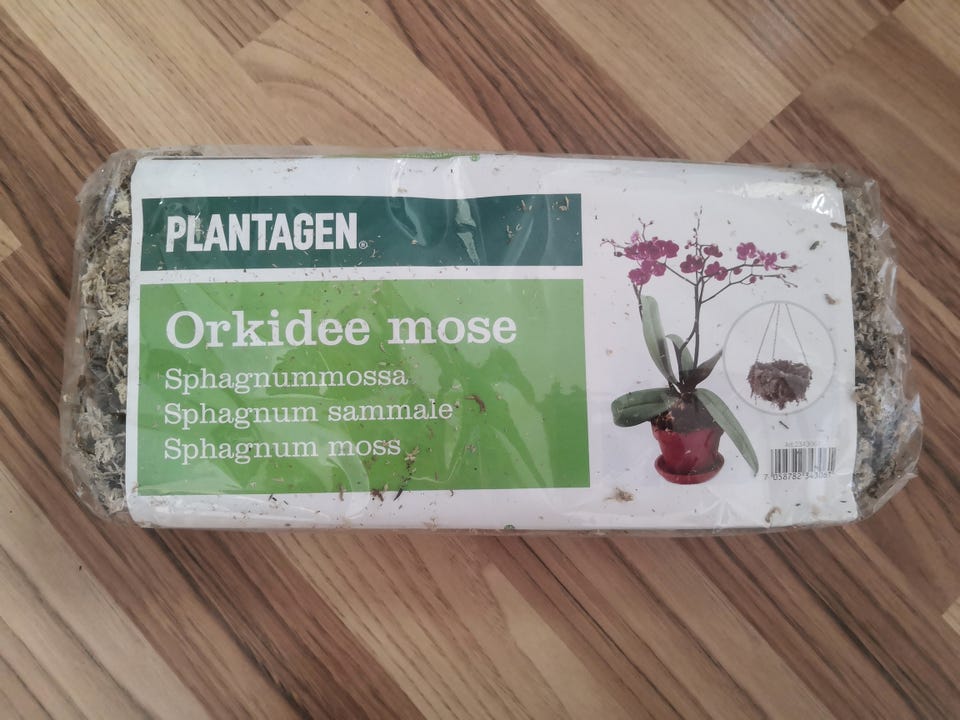 PLANTAGEN®
Orkidee mose
Sphagnummossa
Sphagnum sammale
Sphagnum moss